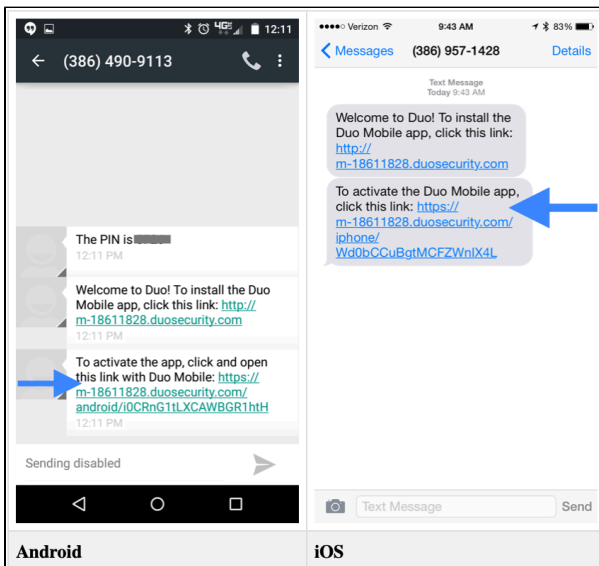 4G 12:11
(386) 490-9113
The PIN is
12:11 PM
Welcome to Duo! To install the Duo
Mobile app, click this link: http://
m-18611828.duosecurity.com
12:11 PM
To activate the app, click and open
this link with Duo Mobile: https://
m-18611828.duosecurity.com/
android/i0CRnG1tLXCAWBGR1htH
12:11 PM
Sending disabled
Android
Verizon 9:43 AM 83%
Messages (386) 957-1428 Details
Text Message
Today 9:43 AM
Welcome to Duo! To install the
Duo Mobile app, click this link:
http://
m-18611828.duosecurity.com
To activate the Duo Mobile app,
click this link: https://
m-18611828.duosecurity.com/
iphone/
Wd0bCCuBgtMCFZWnIX4L
Text Message Send
iOS